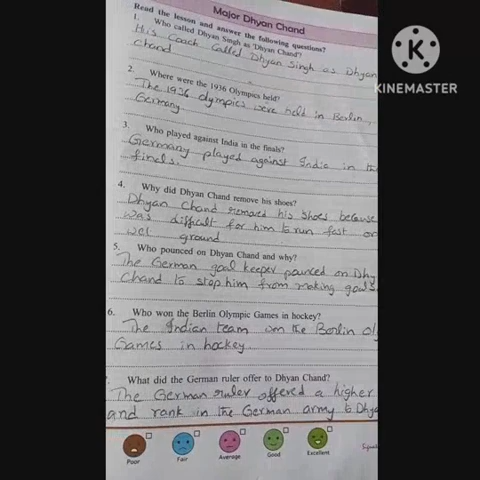 Major Dhyan Chand
Read the lesson and answer the following questions?
1. Who called Dhyan Singh as 'Dhyan Chand'?
His Coach Called Dhyan Singh as Dhyan
chand
KINEMASTER
2. Where were the 1936 Olympics held?
The 1936 olympics were held in Berlin,
Germany.
3. Who played against India in the finals?
Germany played against India in
finals.
4. Why did Dhyan Chand remove his shoes?
Dhyan Chand removed his shoes because
was difficult for him to run fast on
wet ground
5. Who pounced on Dhyan Chand and why?
The German goal keeper pounced on Dhy
Chand to stop him from making goals
6. Who won the Berlin Olympic Games in hockey?
The Indian team on the Berlin Oly
Games in hockey
What did the German ruler offer to Dhyan Chand?
The German ruler offered a higher
and rank in the German army to Dhya
Poor Fair Average Good Excellent